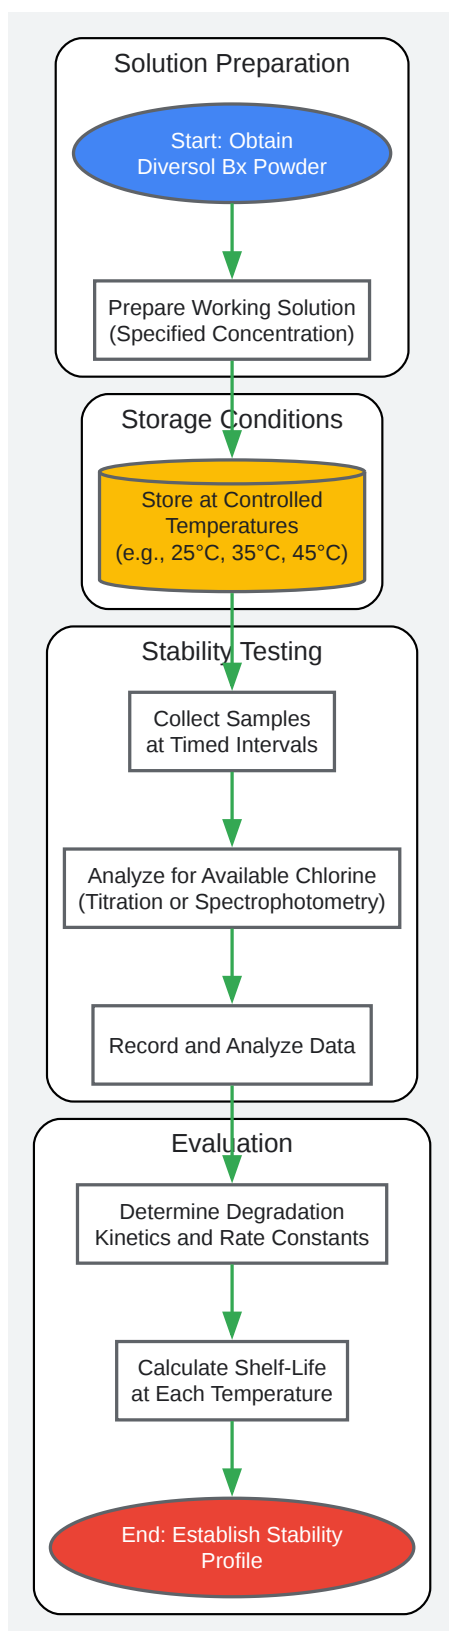 Solution Preparation
Start: Obtain
Diversol Bx Powder
Prepare Working Solution
(Specified Concentration)
Storage Conditions
Store at Controlled
Temperatures
(e.g., 25°C, 35°C, 45°C)
Stability Testing
Collect Samples
at Timed Intervals
Analyze for Available Chlorine
(Titration or Spectrophotometry)
Record and Analyze Data
Evaluation
Determine Degradation
Kinetics and Rate Constants
Calculate Shelf-Life
at Each Temperature
End: Establish Stability
Profile